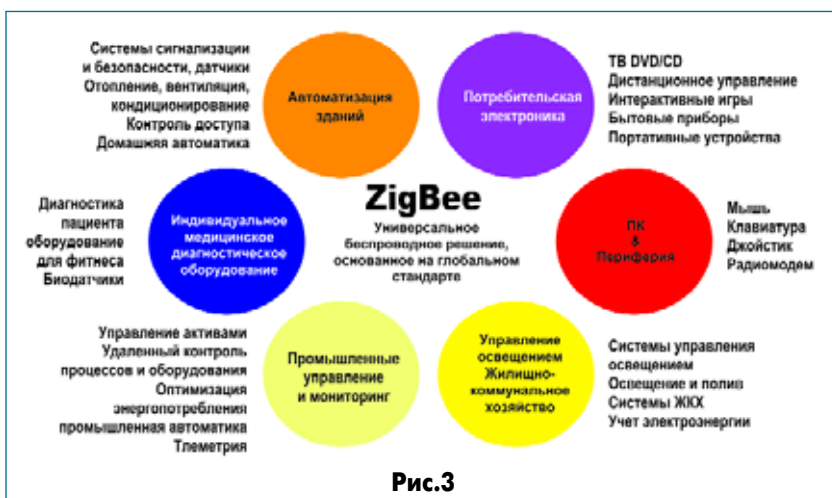 Системы сигнализации
и безопасности, датчики
Отопление, вентиляция,
кондиционирование
Контроль доступа
Домашняя автоматика
Автоматизация
зданий
Потребительская
электроника
ТВ DVD/CD
Дистанционное управление
Интерактивные игры
Бытовые приборы
Портативные устройства
Диагностика
пациента
оборудование
для фитнеса
Биодатчики
Индивидуальное
медицинское
диагностическое
оборудование
ZigBee
Универсальное
беспроводное решение,
основанное на глобальном
стандарте
ПК
&
Периферия
Мышь
Клавиатура
Джойстик
Радиомодем
Управление активами
Удаленный контроль
процессов и оборудования
Оптимизация
энергопотребления
промышленная автоматика
Тлеметрия
Промышленные
управление
и мониторинг
Управление
освещением
Жилищно-
коммунальное
хозяйство
Системы управления
освещением
Освещение и полив
Системы ЖКХ
Учет электроэнергии
Рис.3